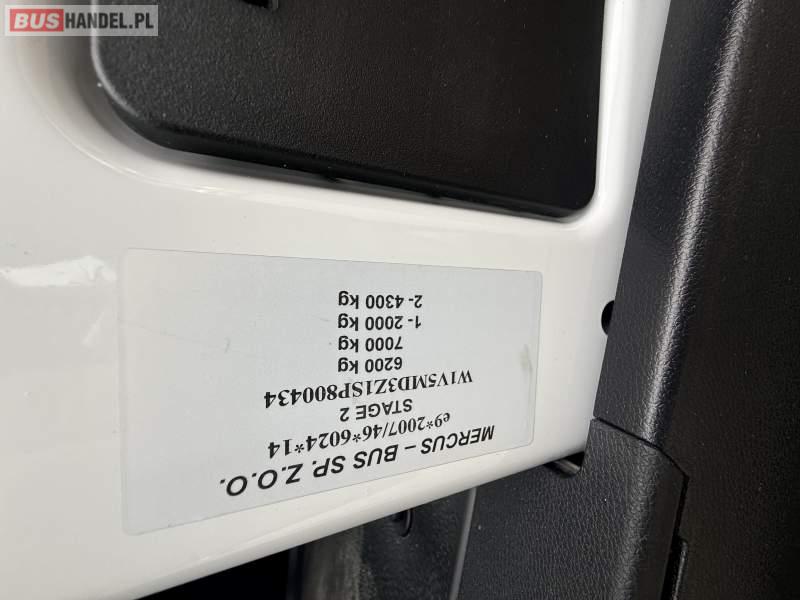 BUSHANDEL.PL
MERCUS – BUS SP. Z.O.O.
e9*2007/46*6024*14
STAGE 2
W1V5MD3Z1SP800434
6200 kg
7000 kg
1- 2000 kg
2- 4300 kg